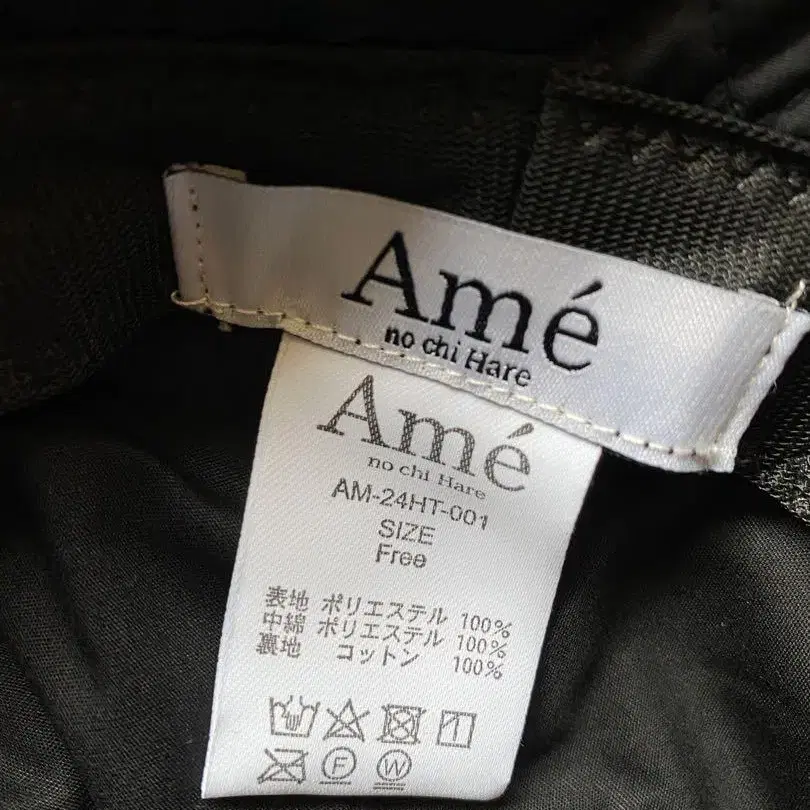 Amé
no chi Hare
Amé
no chi Hare
AM-24HT-001
SIZE
Free
表地 ポリエステル 100%
中綿 ポリエステル 100%
裏地 コットン 100%
F
W